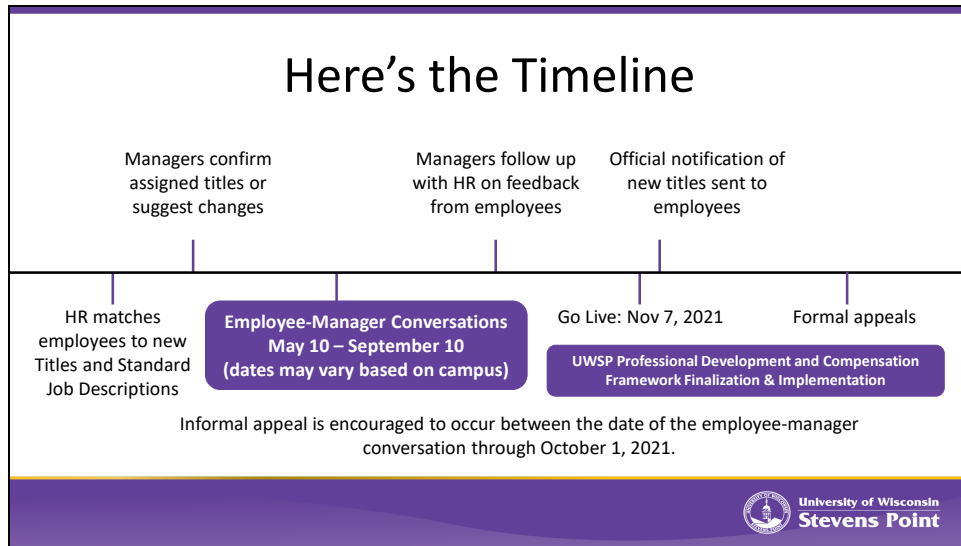 Here’s the Timeline
Managers confirm
assigned titles or
suggest changes
Managers follow up
with HR on feedback
from employees
Official notification of
new titles sent to
employees
HR matches
employees to new
Titles and Standard
Job Descriptions
Employee-Manager Conversations
May 10 – September 10
(dates may vary based on campus)
Go Live: Nov 7, 2021
Formal appeals
UWSP Professional Development and Compensation
Framework Finalization & Implementation
Informal appeal is encouraged to occur between the date of the employee-manager
conversation through October 1, 2021.
University of Wisconsin
Stevens Point